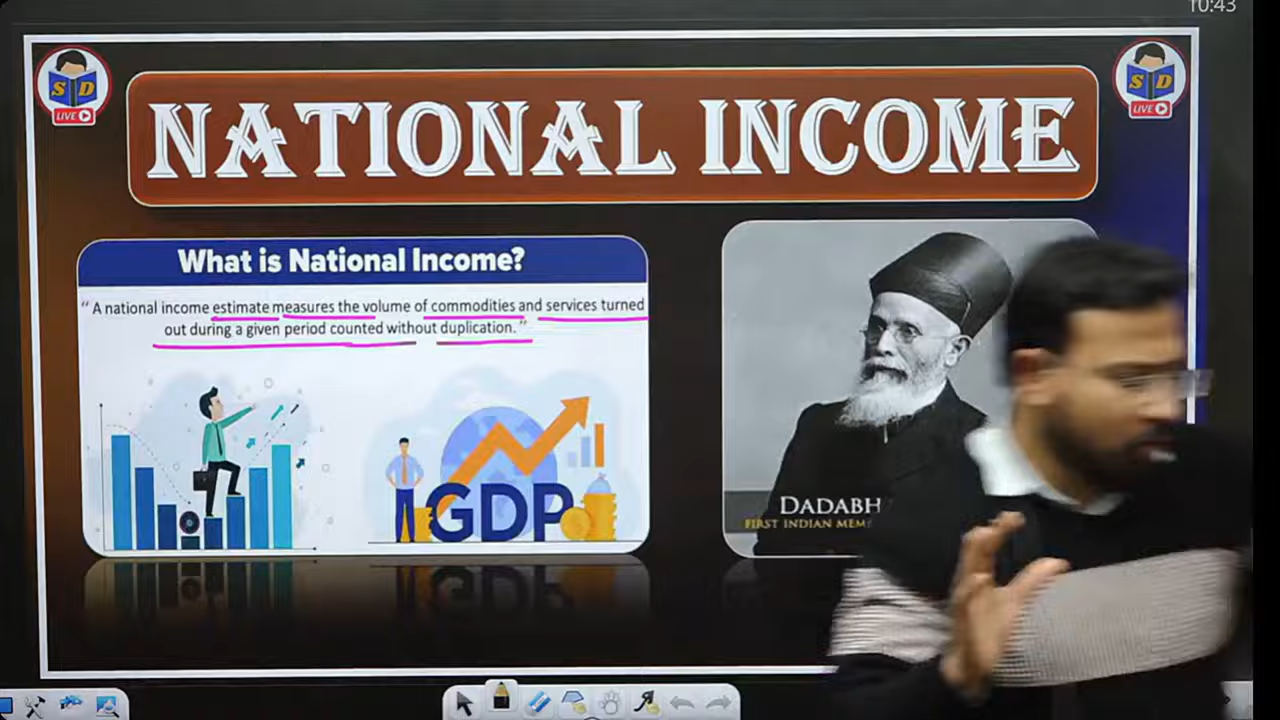 10:43
S D
LIVE
S D
LIVE
NATIONAL INCOME
What is National Income?
“ A national income estimate measures the volume of commodities and services turned
out during a given period counted without duplication. ”
GDP
DADABH
FIRST INDIAN MEM